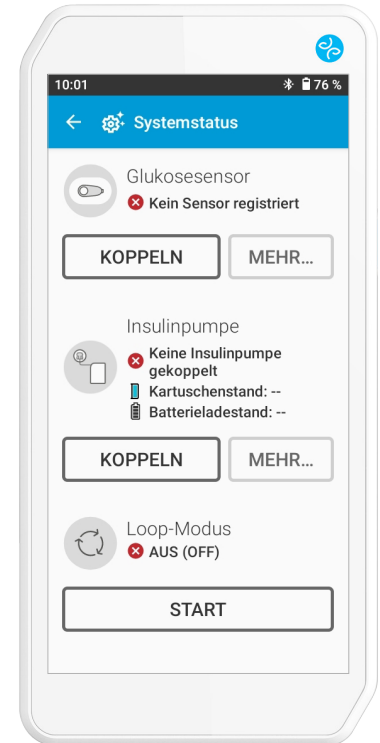 10:01 76 %
Systemstatus
Glukosesensor
Kein Sensor registriert
KOPPELN MEHR...
Insulinpumpe
Keine Insulinpumpe
gekoppelt
Kartuschenstand: --
Batterieladestand: --
KOPPELN MEHR...
Loop-Modus
AUS (OFF)
START